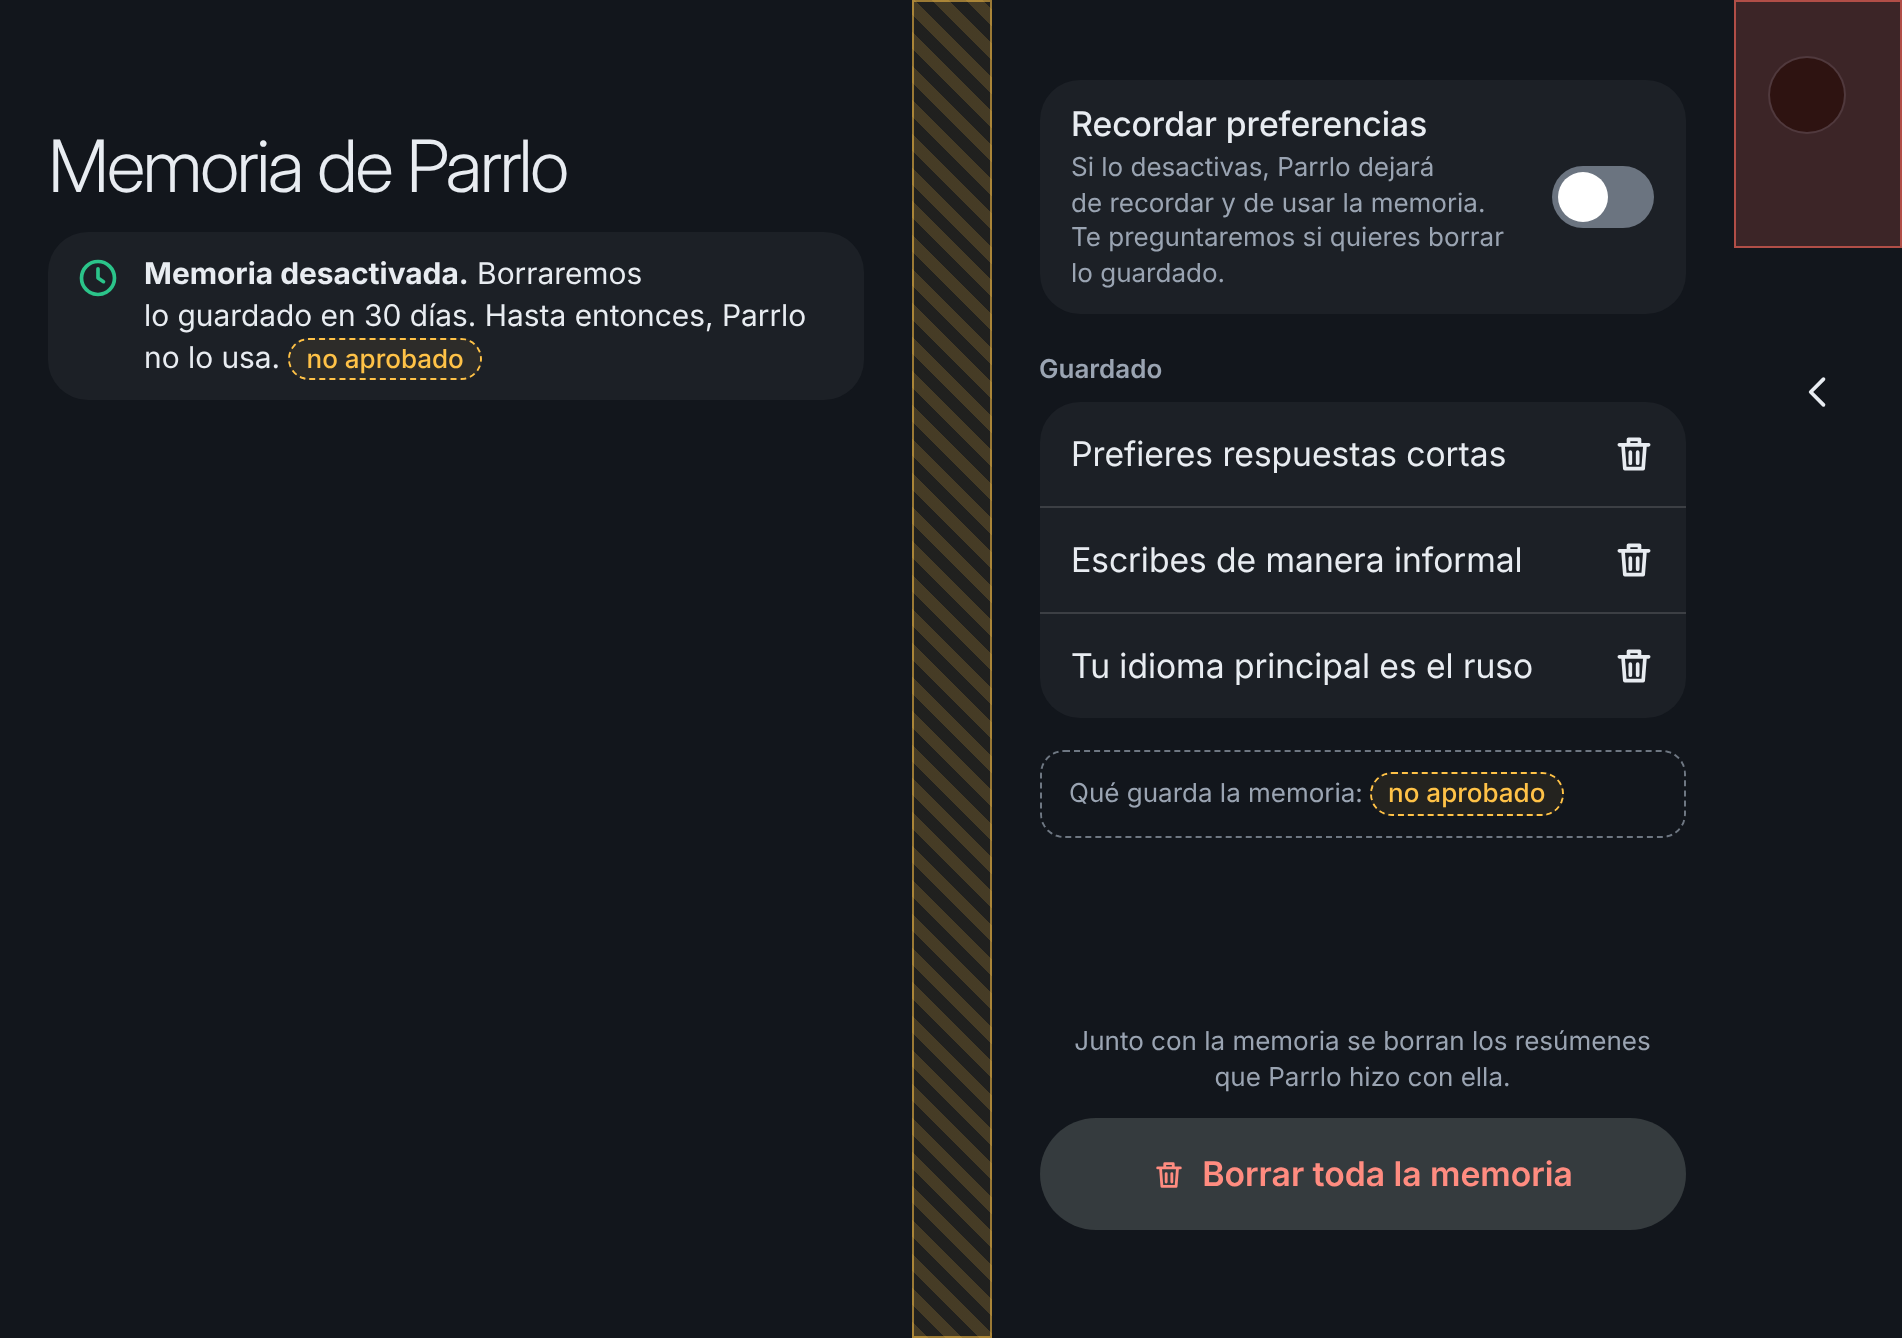 Memoria de Parrlo
Memoria desactivada. Borraremos
lo guardado en 30 días. Hasta entonces, Parrlo
no lo usa. no aprobado
Recordar preferencias
Si lo desactivas, Parrlo dejará
de recordar y de usar la memoria.
Te preguntaremos si quieres borrar
lo guardado.
Guardado
Prefieres respuestas cortas
Escribes de manera informal
Tu idioma principal es el ruso
Qué guarda la memoria: no aprobado
Junto con la memoria se borran los resúmenes
que Parrlo hizo con ella.
Borrar toda la memoria